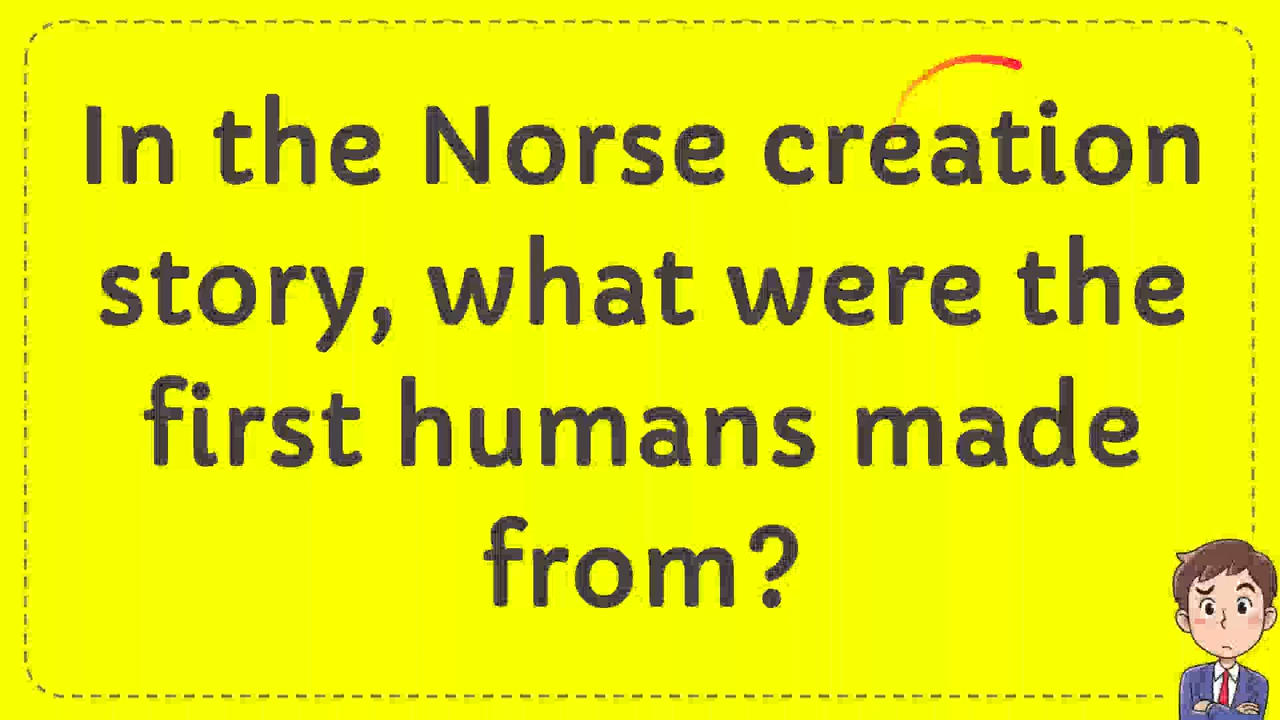 In the Norse creation
story, what were the
first humans made
from?